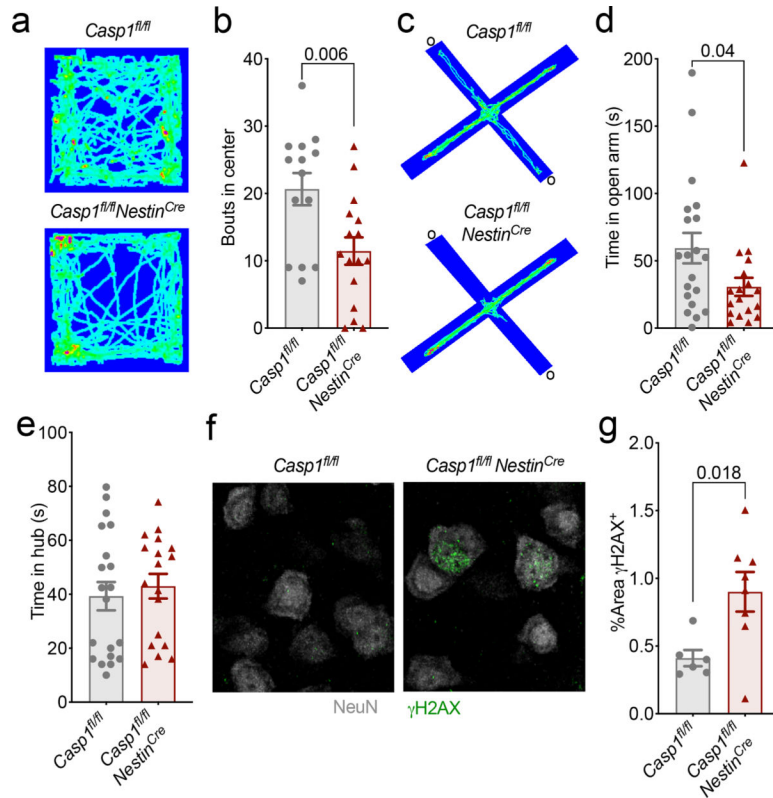 a
Casp1fl/fl
Casp1fl/flNestinCre
b
0.006
Bouts in center
40
30
20
10
0
Casp1fl/fl
Casp1fl/fl
NestinCre
c
Casp1fl/fl
o
o
Casp1fl/fl
NestinCre
o
o
d
0.04
Time in open arm (s)
200
150
100
50
0
Casp1fl/fl
Casp1fl/fl
NestinCre
e
Time in hub (s)
100
80
60
40
20
0
Casp1fl/fl
Casp1fl/fl
NestinCre
f
Casp1fl/fl
Casp1fl/fl NestinCre
NeuN
γH2AX
g
0.018
%Area γH2AX+
2.0
1.5
1.0
0.5
0.0
Casp1fl/fl
Casp1fl/fl
NestinCre